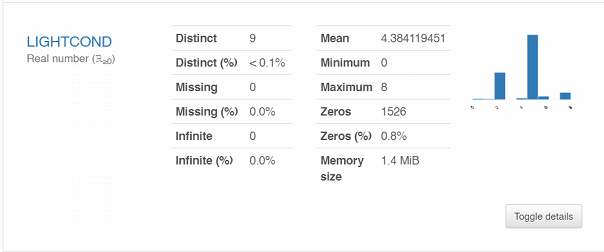 LIGHTCOND
Real number (ℝ≥0)
Distinct 9
Distinct (%) < 0.1%
Missing 0
Missing (%) 0.0%
Infinite 0
Infinite (%) 0.0%
Mean 4.384119451
Minimum 0
Maximum 8
Zeros 1526
Zeros (%) 0.8%
Memory 1.4 MiB
size
Toggle details